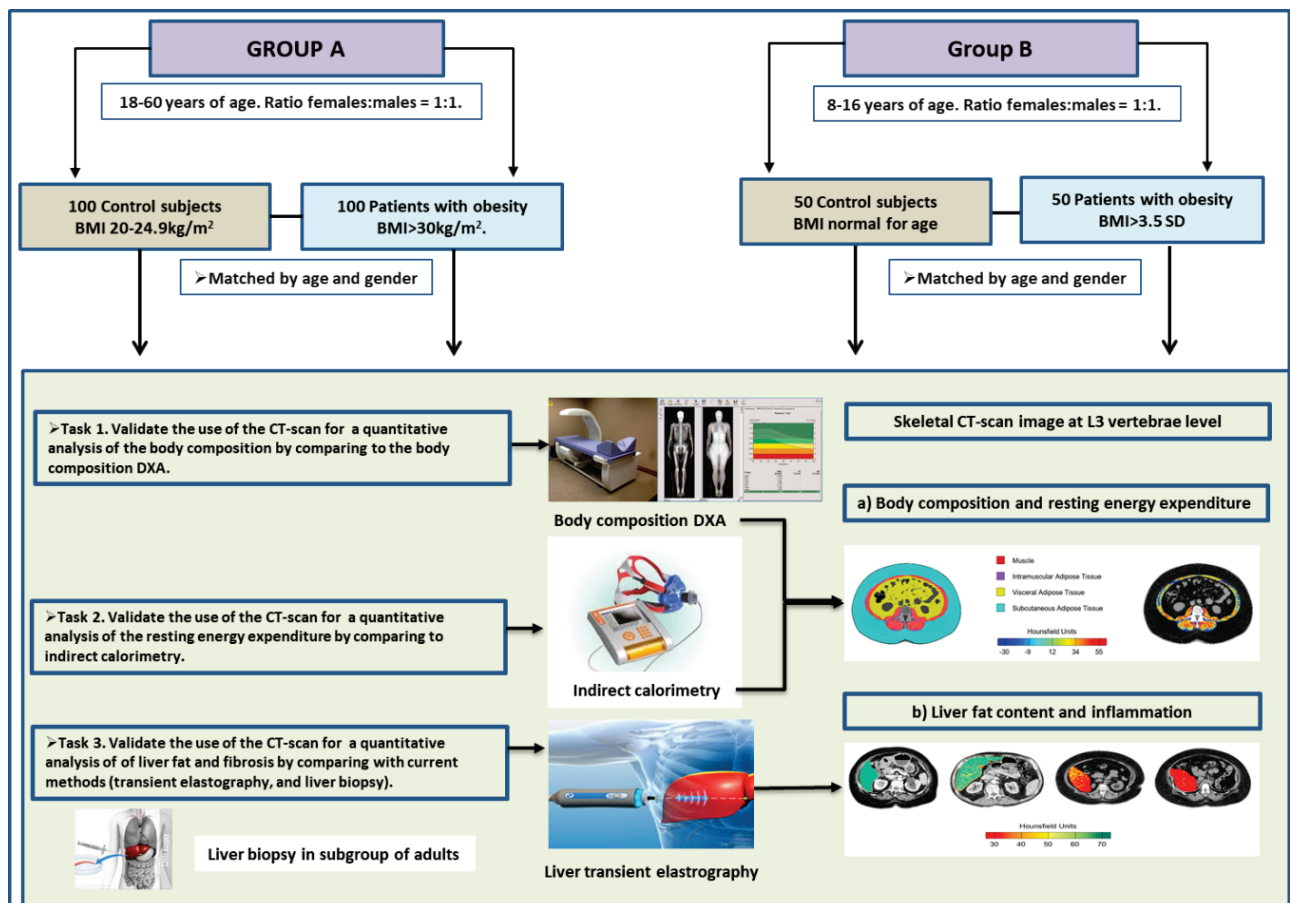 GROUP A
18-60 years of age. Ratio females:males = 1:1.
100 Control subjects
BMI 20-24.9kg/m²
100 Patients with obesity
BMI>30kg/m².
➢Matched by age and gender
Group B
8-16 years of age. Ratio females:males = 1:1.
50 Control subjects
BMI normal for age
50 Patients with obesity
BMI>3.5 SD
➢Matched by age and gender
➢Task 1. Validate the use of the CT-scan for a quantitative
analysis of the body composition by comparing to the body
composition DXA.
Body composition DXA
Skeletal CT-scan image at L3 vertebrae level
a) Body composition and resting energy expenditure
Muscle
Intramuscular Adipose Tissue
Visceral Adipose Tissue
Subcutaneous Adipose Tissue
Hounsfield Units
-30 -9 12 34 55
➢Task 2. Validate the use of the CT-scan for a quantitative
analysis of the resting energy expenditure by comparing to
indirect calorimetry.
Indirect calorimetry
➢Task 3. Validate the use of the CT-scan for a quantitative
analysis of of liver fat and fibrosis by comparing with current
methods (transient elastography, and liver biopsy).
b) Liver fat content and inflammation
Hounsfield Units
30 40 50 60 70
Liver biopsy in subgroup of adults
Liver transient elastrography